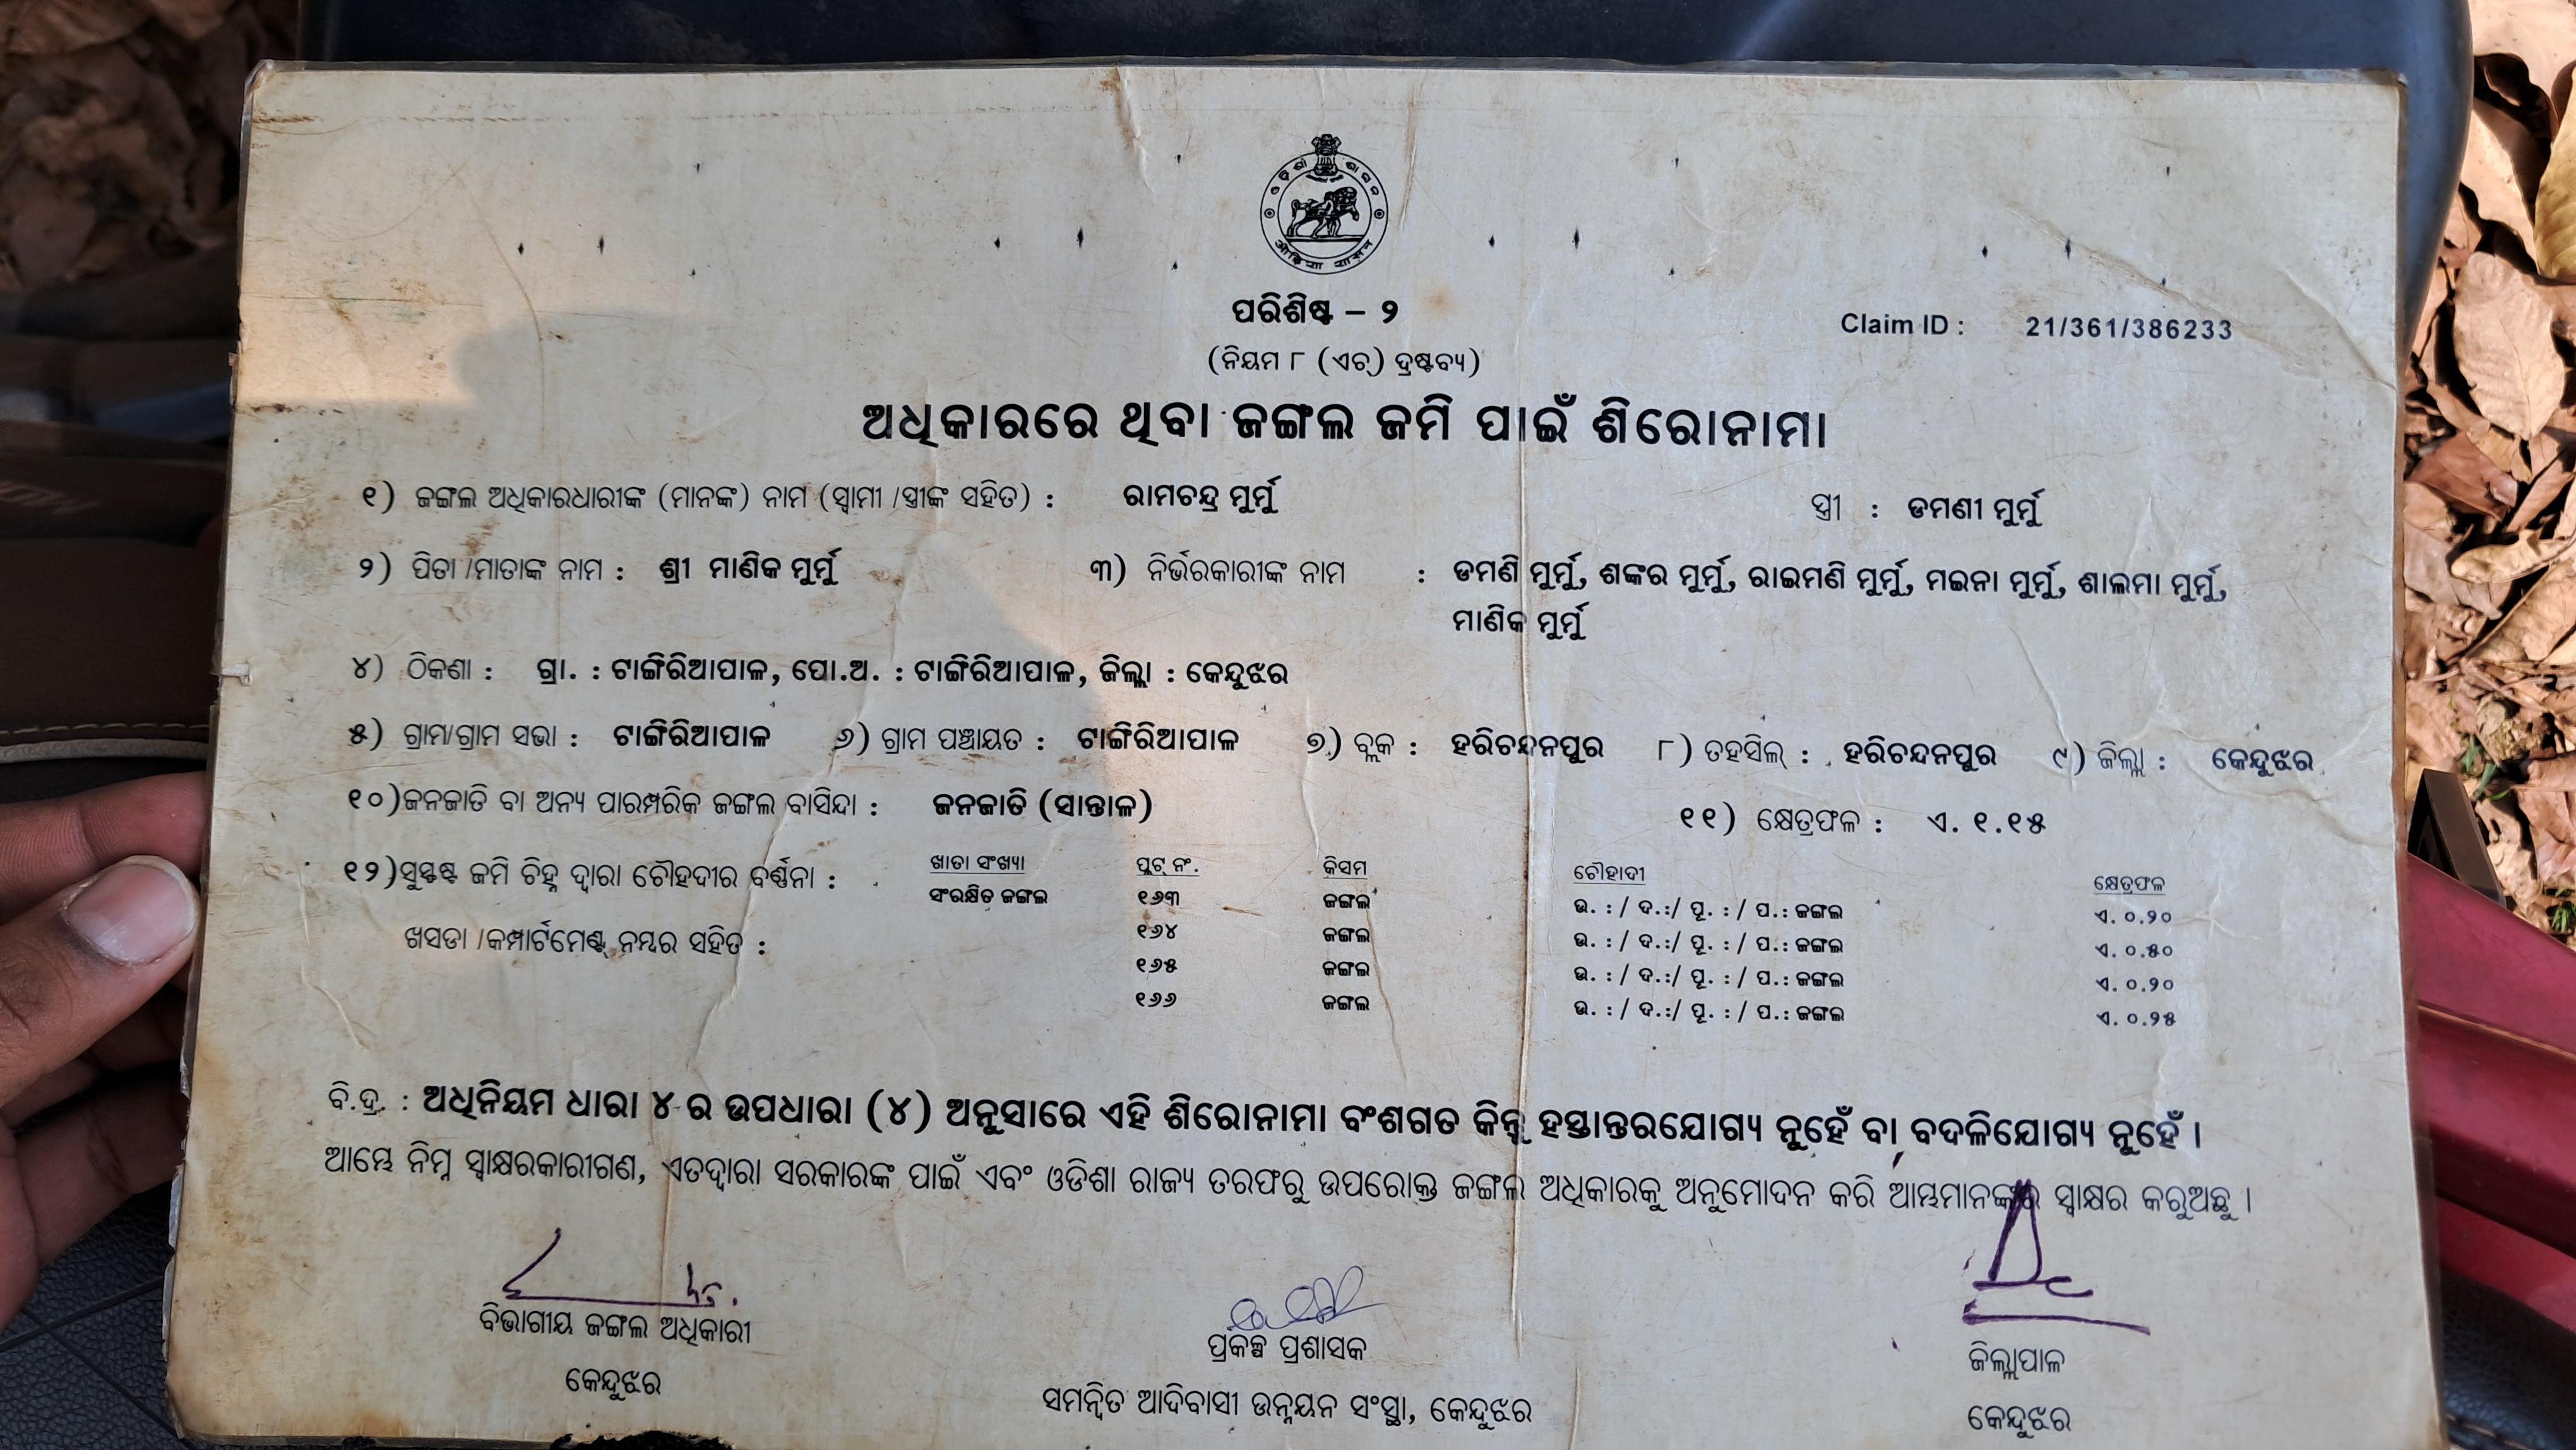 ଓଡ଼ିଶା ଶାସନ
ओड़िशा शासन
ପରିଶିଷ୍ଟ – ୨
Claim ID : 21/361/386233
(ନିୟମ ୮ (ଏଚ୍) ଦ୍ରଷ୍ଟବ୍ୟ)
ଅଧିକାରରେ ଥିବା ଜଙ୍ଗଲ ଜମି ପାଇଁ ଶିରୋନାମା
୧) ଜଙ୍ଗଲ ଅଧିକାରଧାରୀଙ୍କ (ମାନଙ୍କ) ନାମ (ସ୍ୱାମୀ /ସ୍ତ୍ରୀଙ୍କ ସହିତ) : ରାମଚନ୍ଦ୍ର ମୁର୍ମୁ ସ୍ତ୍ରୀ : ଡମଣୀ ମୁର୍ମୁ
୨) ପିତା /ମାତାଙ୍କ ନାମ : ଶ୍ରୀ ମାଣିକ ମୁର୍ମୁ ୩) ନିର୍ଭରକାରୀଙ୍କ ନାମ : ଡମଣି ମୁର୍ମୁ, ଶଙ୍କର ମୁର୍ମୁ, ରାଇମଣି ମୁର୍ମୁ, ମଇନା ମୁର୍ମୁ, ଶାଲମା ମୁର୍ମୁ,
ମାଣିକ ମୁର୍ମୁ
୪) ଠିକଣା : ଗ୍ରା. : ଟାଙ୍ଗିରିଆପାଳ, ପୋ.ଅ. : ଟାଙ୍ଗିରିଆପାଳ, ଜିଲ୍ଲା : କେନ୍ଦୁଝର
୫) ଗ୍ରାମ/ଗ୍ରାମ ସଭା : ଟାଙ୍ଗିରିଆପାଳ ୬) ଗ୍ରାମ ପଞ୍ଚାୟତ : ଟାଙ୍ଗିରିଆପାଳ ୭) ବ୍ଲକ : ହରିଚନ୍ଦନପୁର ୮) ତହସିଲ୍ : ହରିଚନ୍ଦନପୁର ୯) ଜିଲ୍ଲା : କେନ୍ଦୁଝର
୧୦)ଜନଜାତି ବା ଅନ୍ୟ ପାରମ୍ପରିକ ଜଙ୍ଗଲ ବାସିନ୍ଦା : ଜନଜାତି (ସାନ୍ତାଳ) ୧୧) କ୍ଷେତ୍ରଫଳ : ଏ. ୧.୧୫
୧୨)ସୁସ୍ପଷ୍ଟ ଜମି ଚିହ୍ନ ଦ୍ୱାରା ଚୌହଦୀର ବର୍ଣ୍ଣନା : ଖାତା ସଂଖ୍ୟା ପ୍ଲଟ୍ ନଂ. କିସମ ଚୌହାଦୀ କ୍ଷେତ୍ରଫଳ
ସଂରକ୍ଷିତ ଜଙ୍ଗଲ ୧୬୩ ଜଙ୍ଗଲ ଉ. : / ଦ.:/ ପୂ. : / ପ.: ଜଙ୍ଗଲ ଏ. ୦.୨୦
ଖସଡା /କମ୍ପାର୍ଟମେଣ୍ଟ ନମ୍ବର ସହିତ : ୧୬୪ ଜଙ୍ଗଲ ଉ. : / ଦ.:/ ପୂ. : / ପ.: ଜଙ୍ଗଲ ଏ. ୦.୫୦
୧୬୫ ଜଙ୍ଗଲ ଉ. : / ଦ.:/ ପୂ. : / ପ.: ଜଙ୍ଗଲ ଏ. ୦.୨୦
୧୬୬ ଜଙ୍ଗଲ ଉ. : / ଦ.:/ ପୂ. : / ପ.: ଜଙ୍ଗଲ ଏ. ୦.୨୫
ବି.ଦ୍ର. : ଅଧିନିୟମ ଧାରା ୪ ର ଉପଧାରା (୪) ଅନୁସାରେ ଏହି ଶିରୋନାମା ବଂଶଗତ କିନ୍ତୁ ହସ୍ତାନ୍ତରଯୋଗ୍ୟ ନୁହେଁ ବା ବଦଳିଯୋଗ୍ୟ ନୁହେଁ ।
ଆମ୍ଭେ ନିମ୍ନ ସ୍ୱାକ୍ଷରକାରୀଗଣ, ଏତଦ୍ୱାରା ସରକାରଙ୍କ ପାଇଁ ଏବଂ ଓଡିଶା ରାଜ୍ୟ ତରଫରୁ ଉପରୋକ୍ତ ଜଙ୍ଗଲ ଅଧିକାରକୁ ଅନୁମୋଦନ କରି ଆମ୍ଭମାନଙ୍କର ସ୍ୱାକ୍ଷର କରୁଅଛୁ ।
ବିଭାଗୀୟ ଜଙ୍ଗଲ ଅଧିକାରୀ
କେନ୍ଦୁଝର
ପ୍ରକଳ୍ପ ପ୍ରଶାସକ
ସମନ୍ୱିତ ଆଦିବାସୀ ଉନ୍ନୟନ ସଂସ୍ଥା, କେନ୍ଦୁଝର
ଜିଲ୍ଲାପାଳ
କେନ୍ଦୁଝର